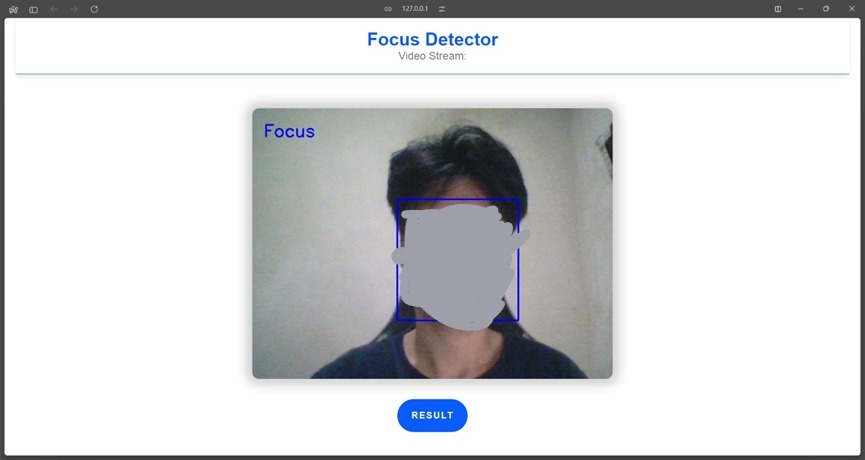 127.0.0.1
Focus Detector
Video Stream:
Focus
RESULT